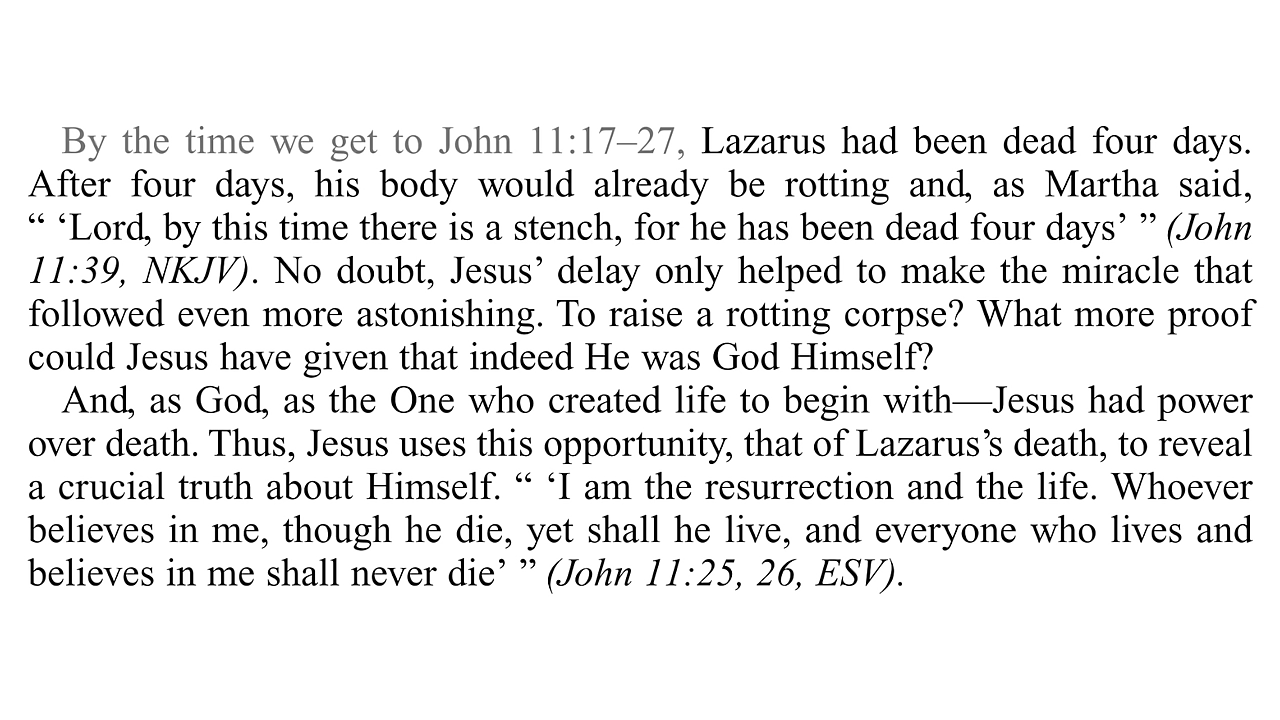 By the time we get to John 11:17–27, Lazarus had been dead four days.
After four days, his body would already be rotting and, as Martha said,
“ ‘Lord, by this time there is a stench, for he has been dead four days’ ” (John
11:39, NKJV). No doubt, Jesus’ delay only helped to make the miracle that
followed even more astonishing. To raise a rotting corpse? What more proof
could Jesus have given that indeed He was God Himself?
And, as God, as the One who created life to begin with—Jesus had power
over death. Thus, Jesus uses this opportunity, that of Lazarus’s death, to reveal
a crucial truth about Himself. “ ‘I am the resurrection and the life. Whoever
believes in me, though he die, yet shall he live, and everyone who lives and
believes in me shall never die’ ” (John 11:25, 26, ESV).